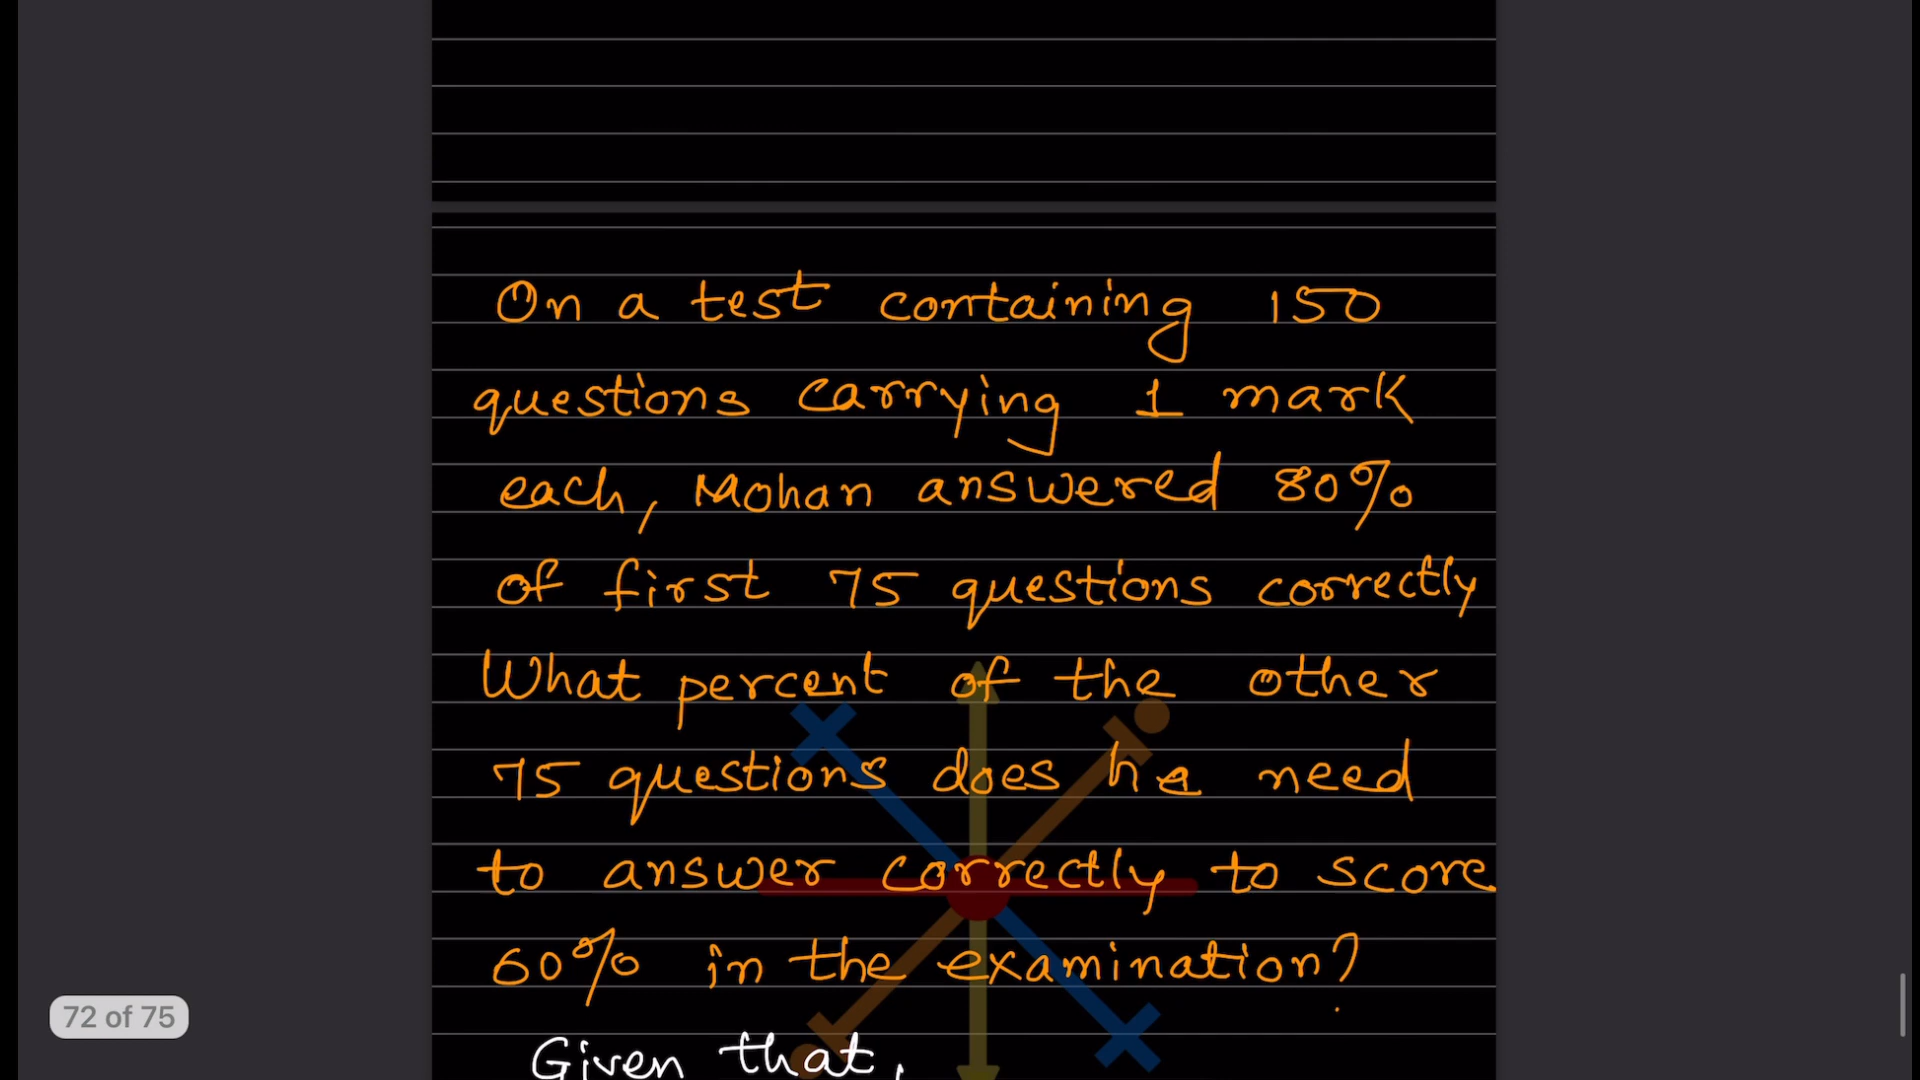 On a test containing 150
questions carrying 1 mark
each, Mohan answered 80%
of first 75 questions correctly
What percent of the other
75 questions does he need
to answer correctly to score
60% in the examination?
72 of 75
Given that,